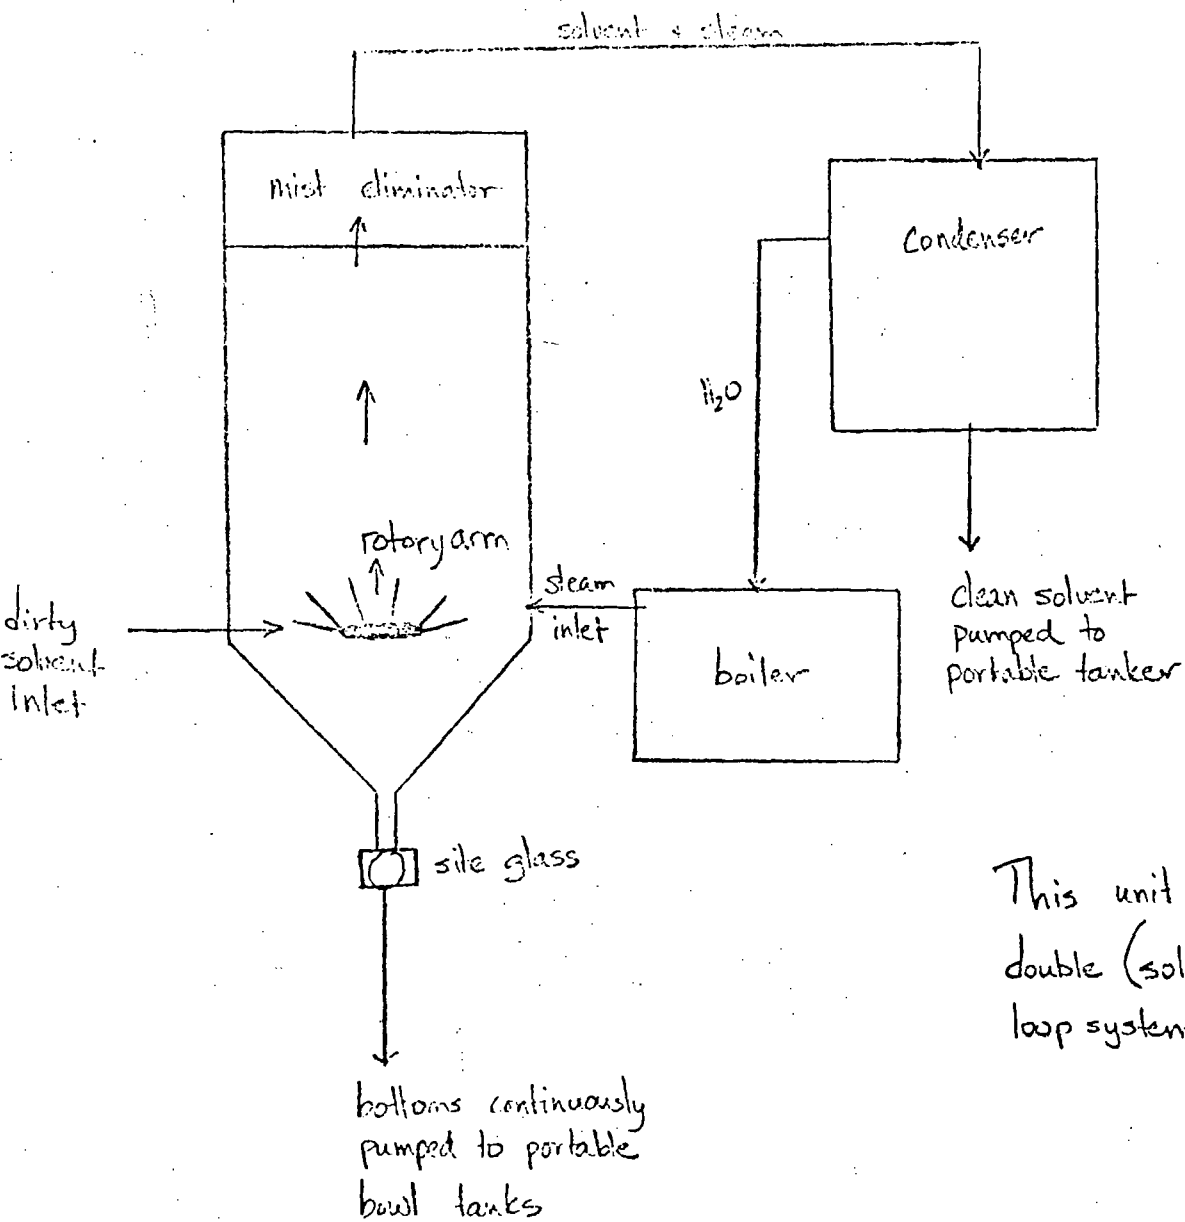 solvent & steam
mist eliminator
condenser
H₂O
rotory arm
steam
inlet
dirty
solvent
inlet
boiler
clean solvent
pumped to
portable tanker
site glass
This unit
double (sol
loop system
bottoms continuously
pumped to portable
bowl tanks